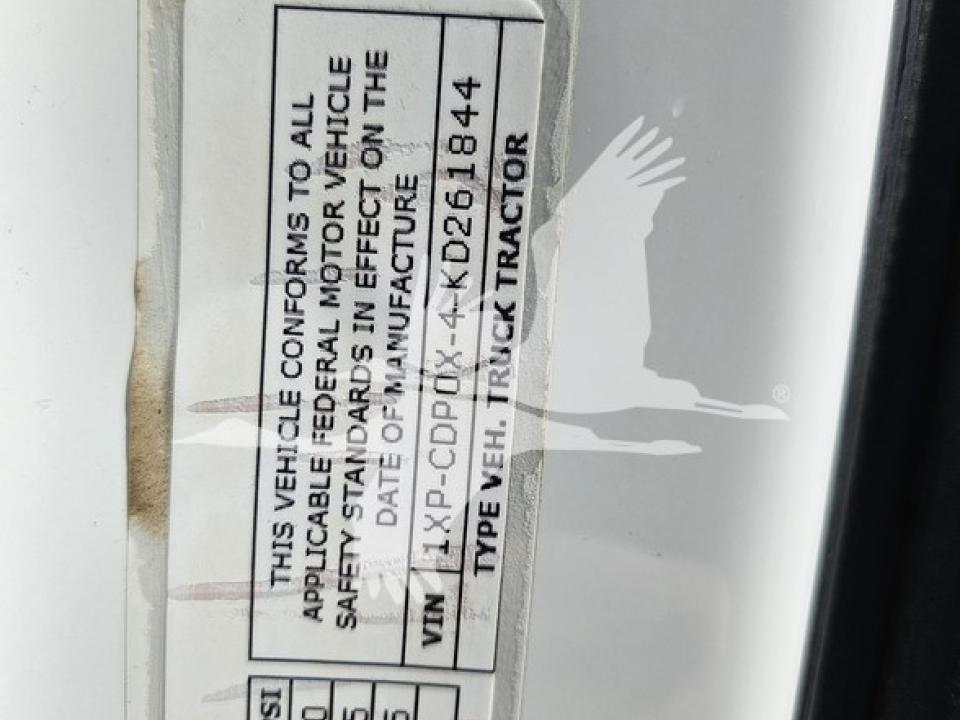 THIS VEHICLE CONFORMS TO ALL
APPLICABLE FEDERAL MOTOR VEHICLE
SAFETY STANDARDS IN EFFECT ON THE
DATE OF MANUFACTURE
VIN 1XP-CDP0X-4-KD261844
TYPE VEH. TRUCK TRACTOR
®